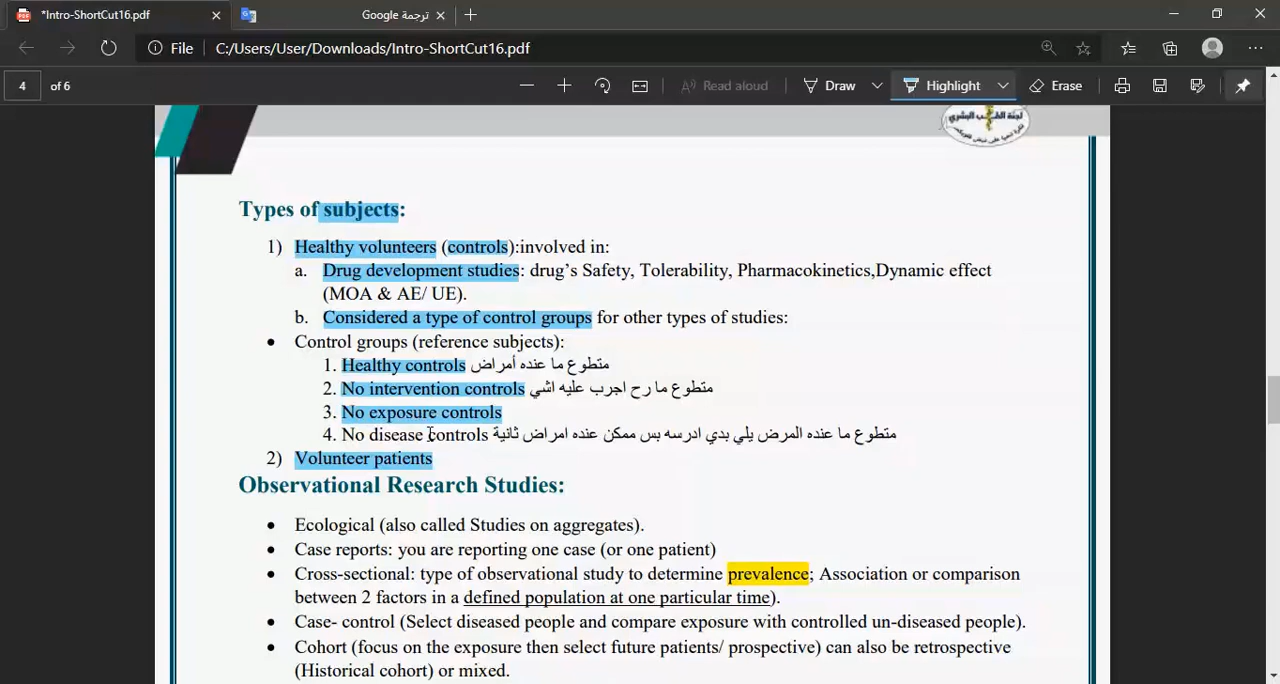 *Intro-ShortCut16.pdf
ترجمة Google
File C:/Users/User/Downloads/Intro-ShortCut16.pdf
4 of 6 Read aloud Draw Highlight Erase
لجنة الطب البشري
Types of subjects:
1) Healthy volunteers (controls):involved in:
a. Drug development studies: drug's Safety, Tolerability, Pharmacokinetics,Dynamic effect
(MOA & AE/ UE).
b. Considered a type of control groups for other types of studies:
• Control groups (reference subjects):
1. Healthy controls متطوع ما عنده أمراض
2. No intervention controls متطوع ما رح اجرب عليه اشي
3. No exposure controls
4. No disease controls متطوع ما عنده المرض يلي بدي ادرسه بس ممكن عنده امراض ثانية
2) Volunteer patients
Observational Research Studies:
• Ecological (also called Studies on aggregates).
• Case reports: you are reporting one case (or one patient)
• Cross-sectional: type of observational study to determine prevalence; Association or comparison
between 2 factors in a defined population at one particular time).
• Case- control (Select diseased people and compare exposure with controlled un-diseased people).
• Cohort (focus on the exposure then select future patients/ prospective) can also be retrospective
(Historical cohort) or mixed.